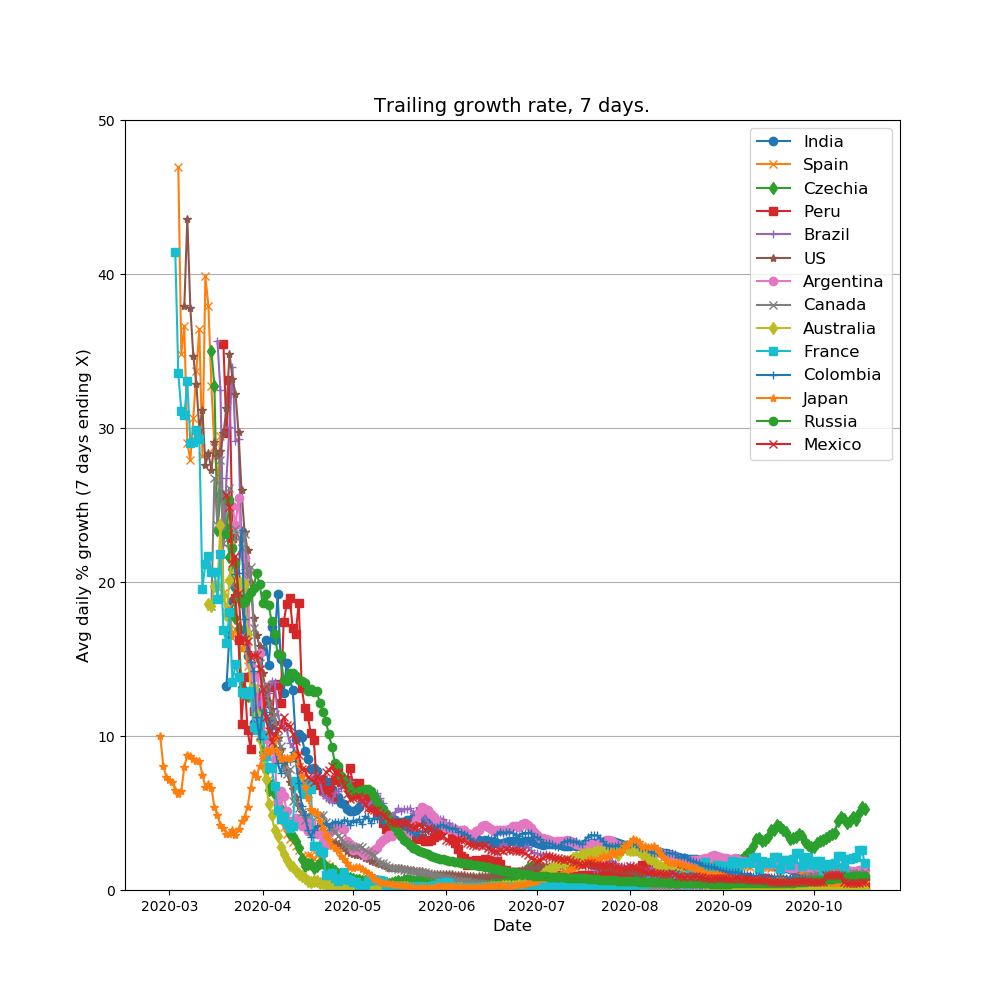 Trailing growth rate, 7 days.
50
40
30
20
10
0
Avg daily % growth (7 days ending X)
India
Spain
Czechia
Peru
Brazil
US
Argentina
Canada
Australia
France
Colombia
Japan
Russia
Mexico
2020-03 2020-04 2020-05 2020-06 2020-07 2020-08 2020-09 2020-10
Date